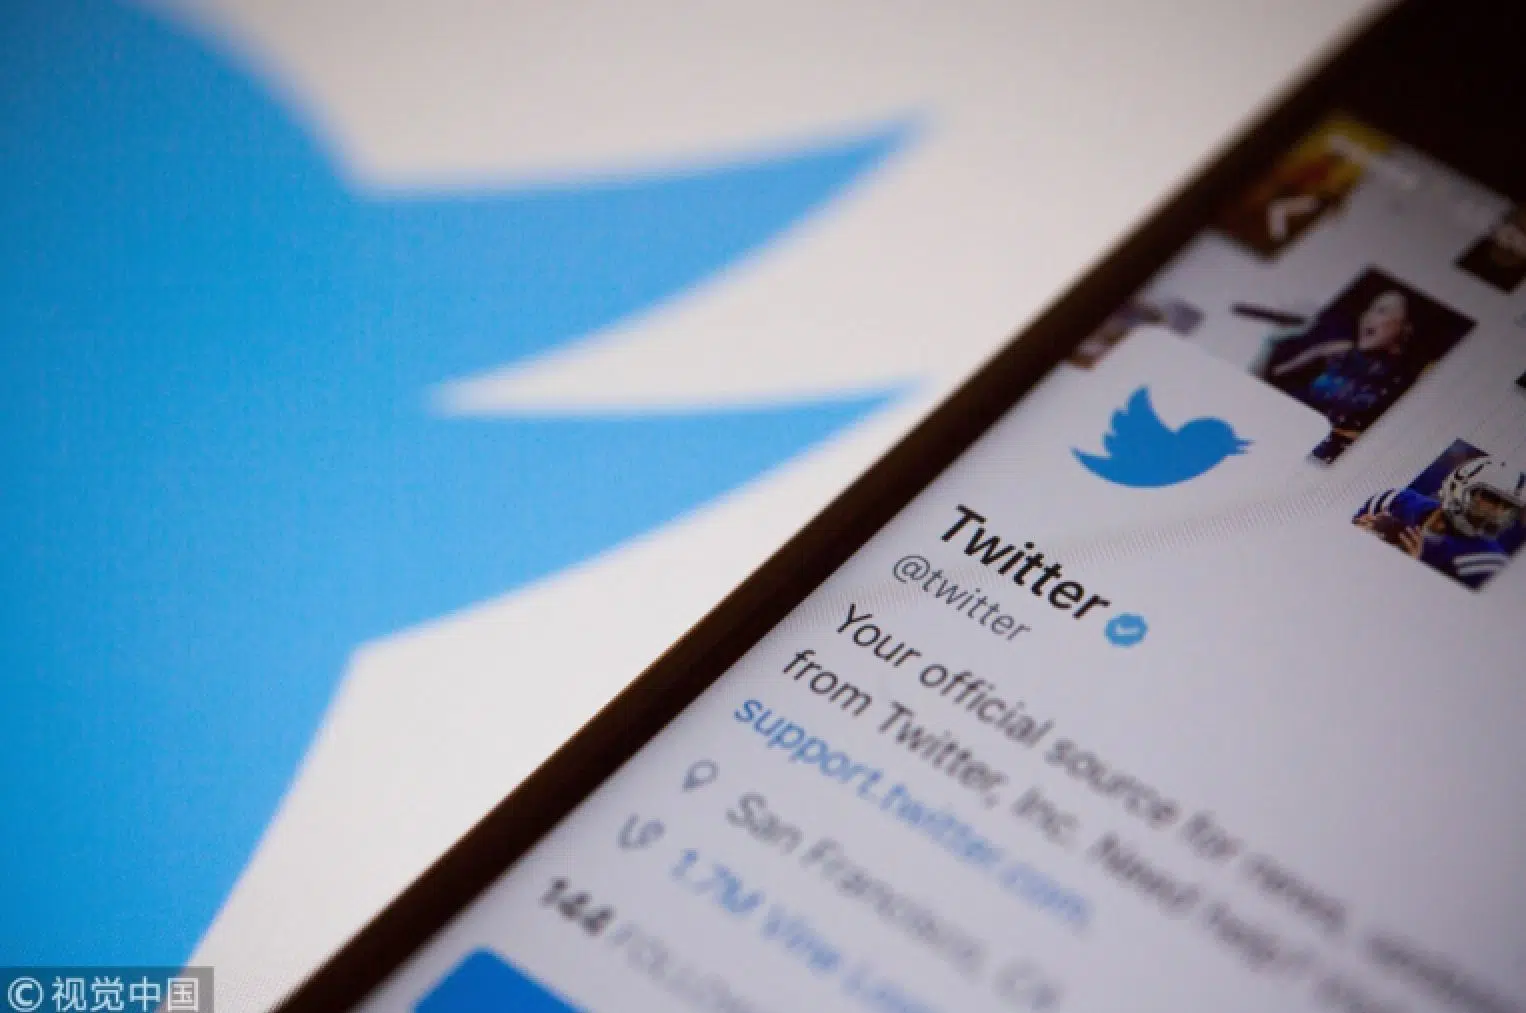 Twitter
@twitter
Your official source for news,
from Twitter, Inc. Need help?
support.twitter.com
San Francisco, CA
1.7M Vine
144
© 视觉中国